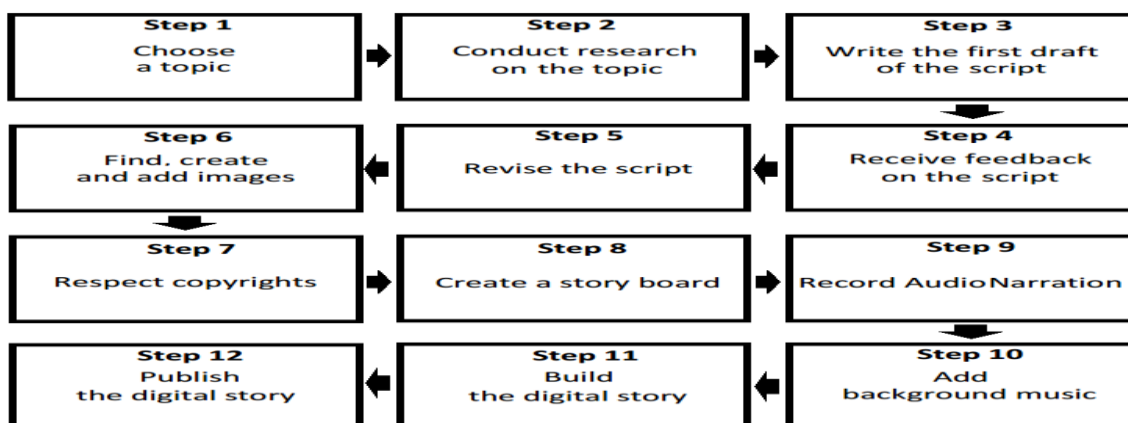 Step 1
Choose
a topic
Step 2
Conduct research
on the topic
Step 3
Write the first draft
of the script
Step 4
Receive feedback
on the script
Step 5
Revise the script
Step 6
Find, create
and add images
Step 7
Respect copyrights
Step 8
Create a story board
Step 9
Record Audio Narration
Step 10
Add
background music
Step 11
Build
the digital story
Step 12
Publish
the digital story